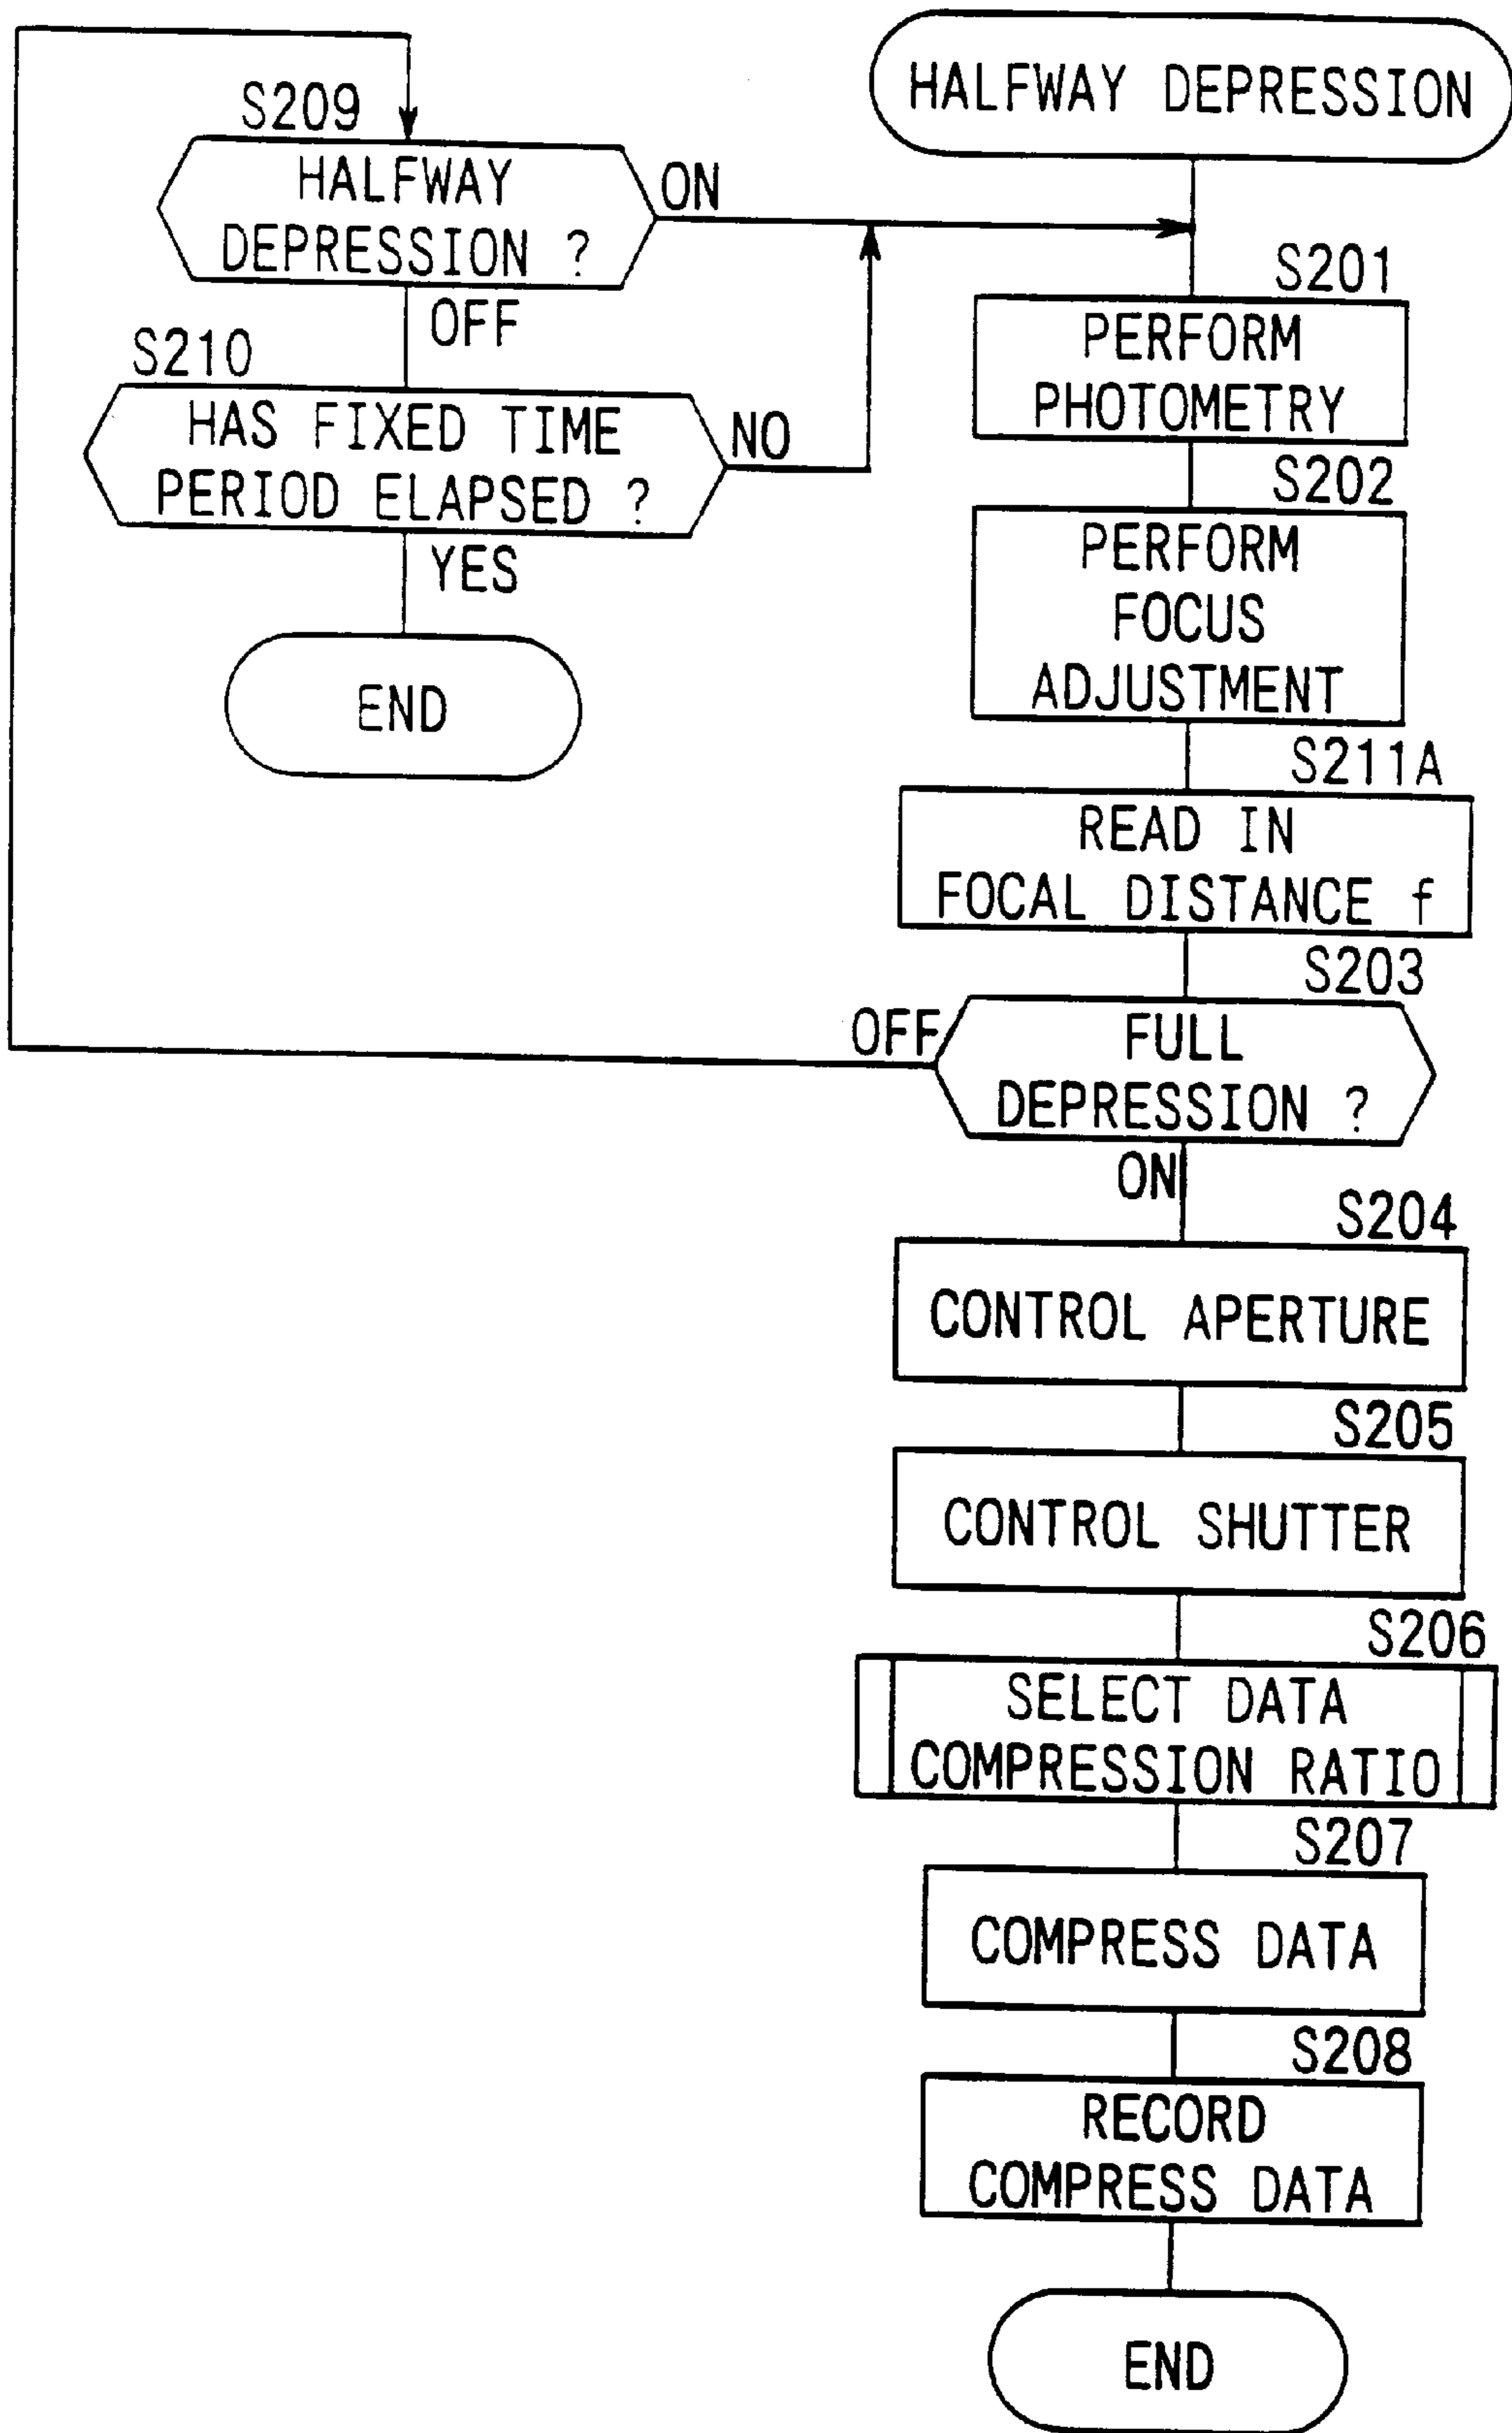 HALFWAY DEPRESSION
S209
HALFWAY
DEPRESSION ?
ON
OFF
S210
HAS FIXED TIME
PERIOD ELAPSED ?
NO
YES
END
S201
PERFORM
PHOTOMETRY
S202
PERFORM
FOCUS
ADJUSTMENT
S211A
READ IN
FOCAL DISTANCE f
S203
OFF
FULL
DEPRESSION ?
ON
S204
CONTROL APERTURE
S205
CONTROL SHUTTER
S206
SELECT DATA
COMPRESSION RATIO
S207
COMPRESS DATA
S208
RECORD
COMPRESS DATA
END